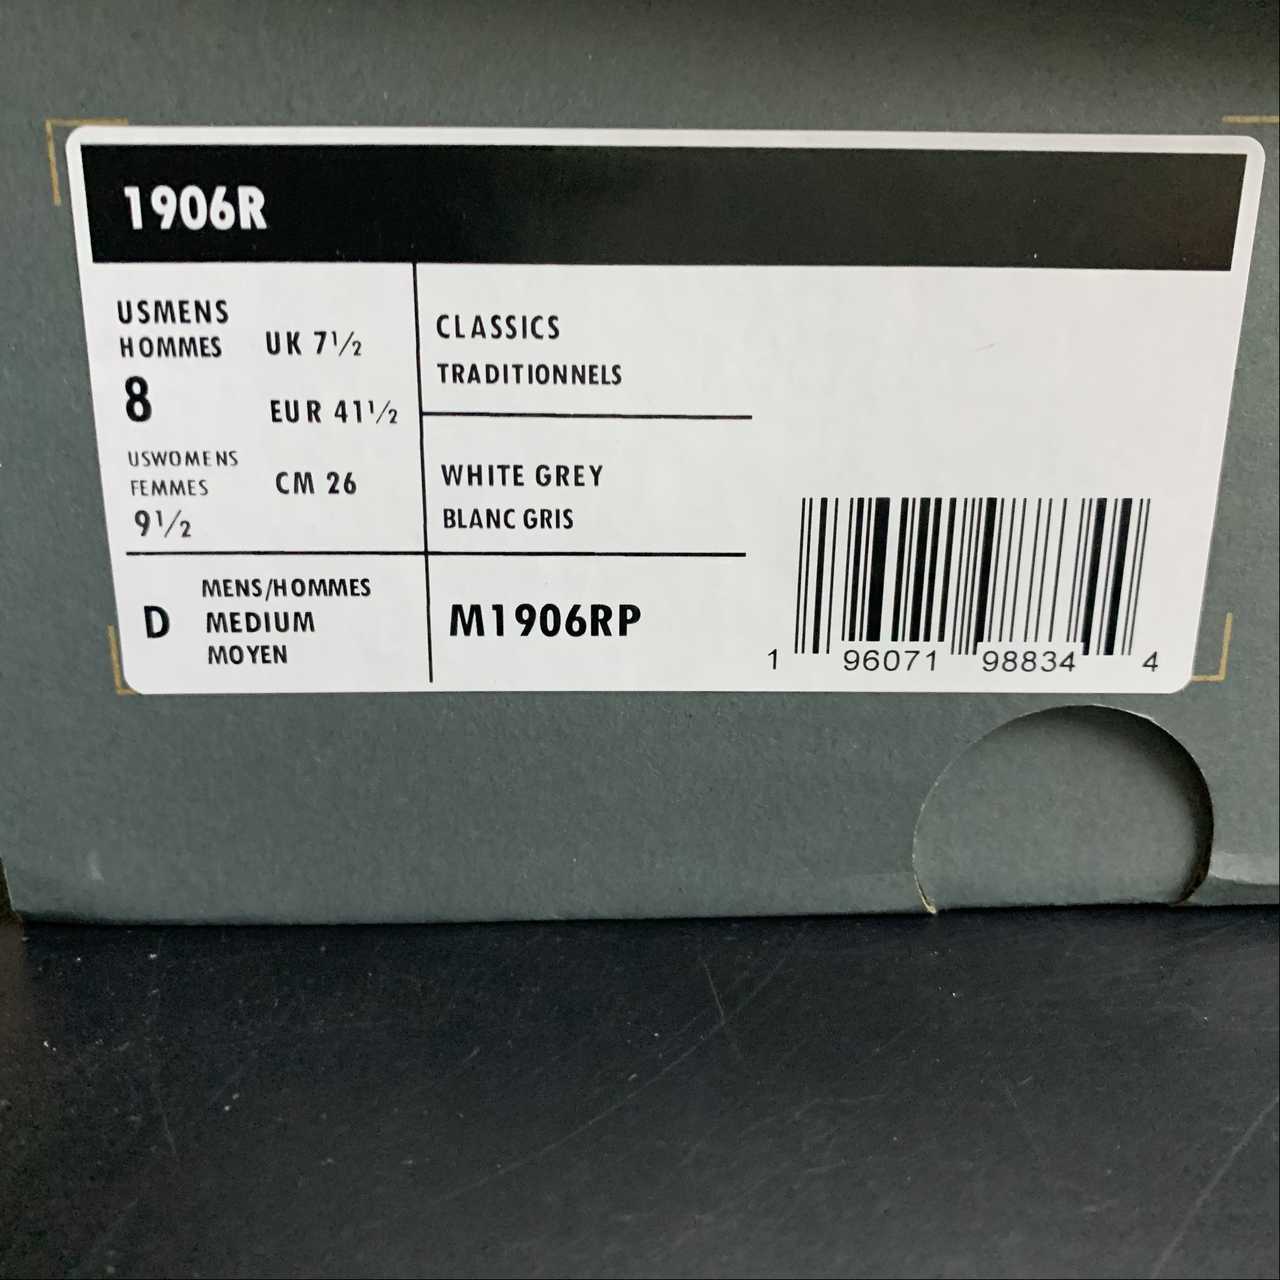 1906R
USMENS
HOMMES
8
UK 7½
EUR 41½
USWOMENS
FEMMES
9½
CM 26
CLASSICS
TRADITIONNELS
WHITE GREY
BLANC GRIS
D
MENS/HOMMES
MEDIUM
MOYEN
M1906RP
1 96071 98834 4